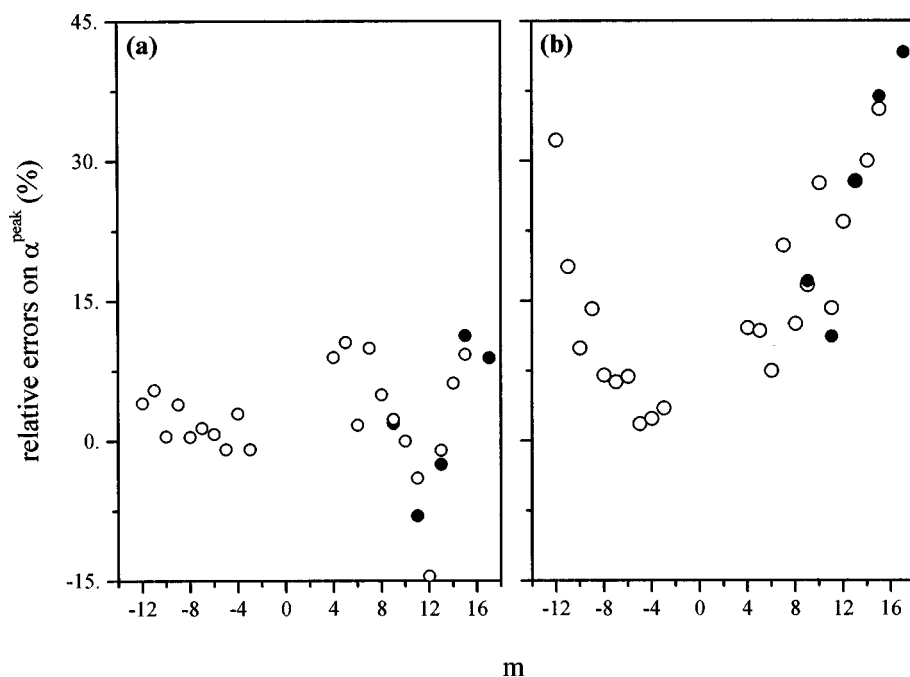 45.
(a)
(b)
30.
15.
0.
-15.
relative errors on α^peak (%)
-12 -8 -4 0 4 8 12 16
-12 -8 -4 0 4 8 12 16
m